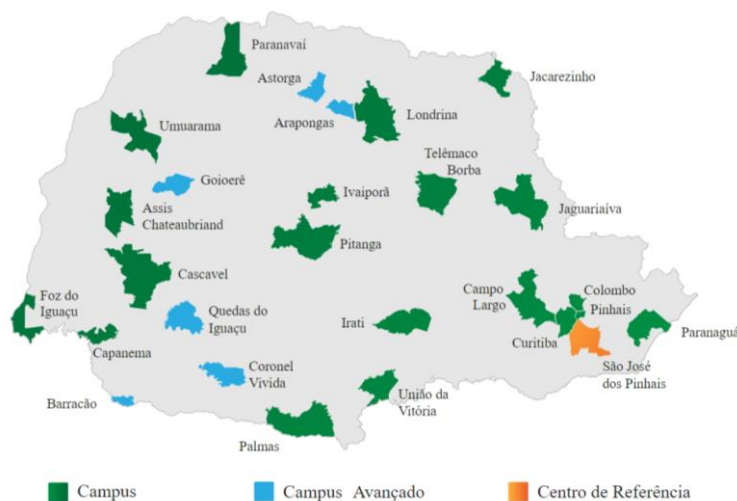 Paranavaí
Astorga
Jacarezinho
Arapongas
Londrina
Umuarama
Telêmaco
Borba
Goioerê
Ivaiporã
Jaguariaíva
Assis
Chateaubriand
Pitanga
Cascavel
Foz do
Iguaçu
Quedas do
Iguaçu
Campo
Largo
Colombo
Pinhais
Irati
Curitiba
Paranaguá
Capanema
Coronel
Vivida
São José
dos Pinhais
Barracão
União da
Vitória
Palmas
Campus
Campus Avançado
Centro de Referência